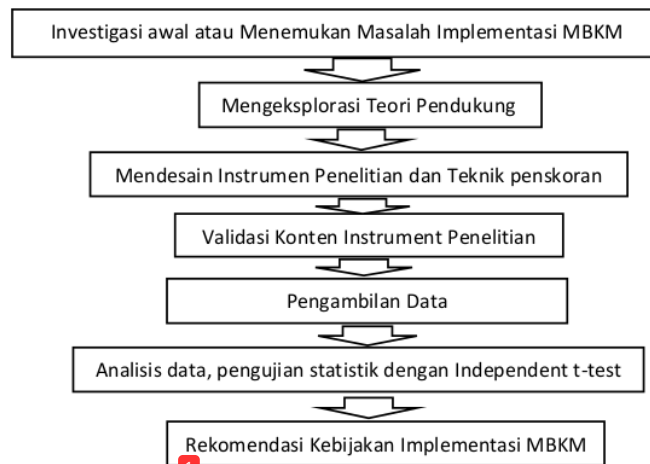 Investigasi awal atau Menemukan Masalah Implementasi MBKM
Mengeksplorasi Teori Pendukung
Mendesain Instrumen Penelitian dan Teknik penskoran
Validasi Konten Instrument Penelitian
Pengambilan Data
Analisis data, pengujian statistik dengan Independent t-test
Rekomendasi Kebijakan Implementasi MBKM